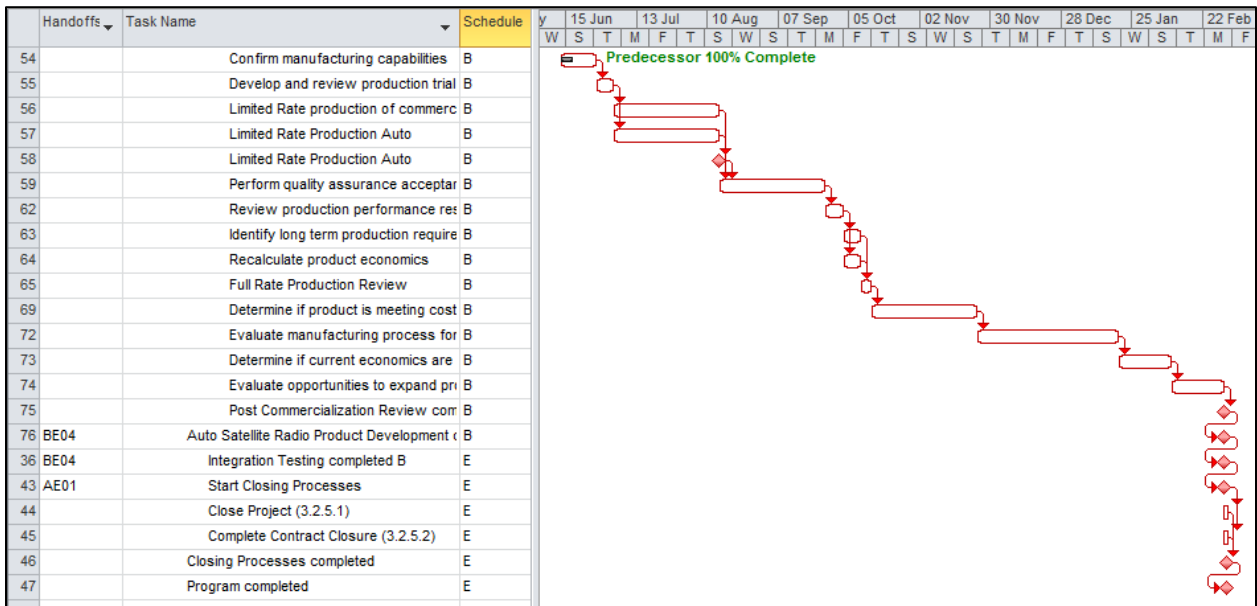 Handoffs Task Name Schedule y 15 Jun 13 Jul 10 Aug 07 Sep 05 Oct 02 Nov 30 Nov 28 Dec 25 Jan 22 Feb
W S T M F T S W S T M F T S W S T M F T S W S T M F
54 Confirm manufacturing capabilities B Predecessor 100% Complete
55 Develop and review production trial B
56 Limited Rate production of commerc B
57 Limited Rate Production Auto B
58 Limited Rate Production Auto B
59 Perform quality assurance acceptar B
62 Review production performance res B
63 Identify long term production require B
64 Recalculate product economics B
65 Full Rate Production Review B
69 Determine if product is meeting cost B
72 Evaluate manufacturing process for B
73 Determine if current economics are B
74 Evaluate opportunities to expand pro B
75 Post Commercialization Review com B
76 BE04 Auto Satellite Radio Product Development c B
36 BE04 Integration Testing completed B E
43 AE01 Start Closing Processes E
44 Close Project (3.2.5.1) E
45 Complete Contract Closure (3.2.5.2) E
46 Closing Processes completed E
47 Program completed E